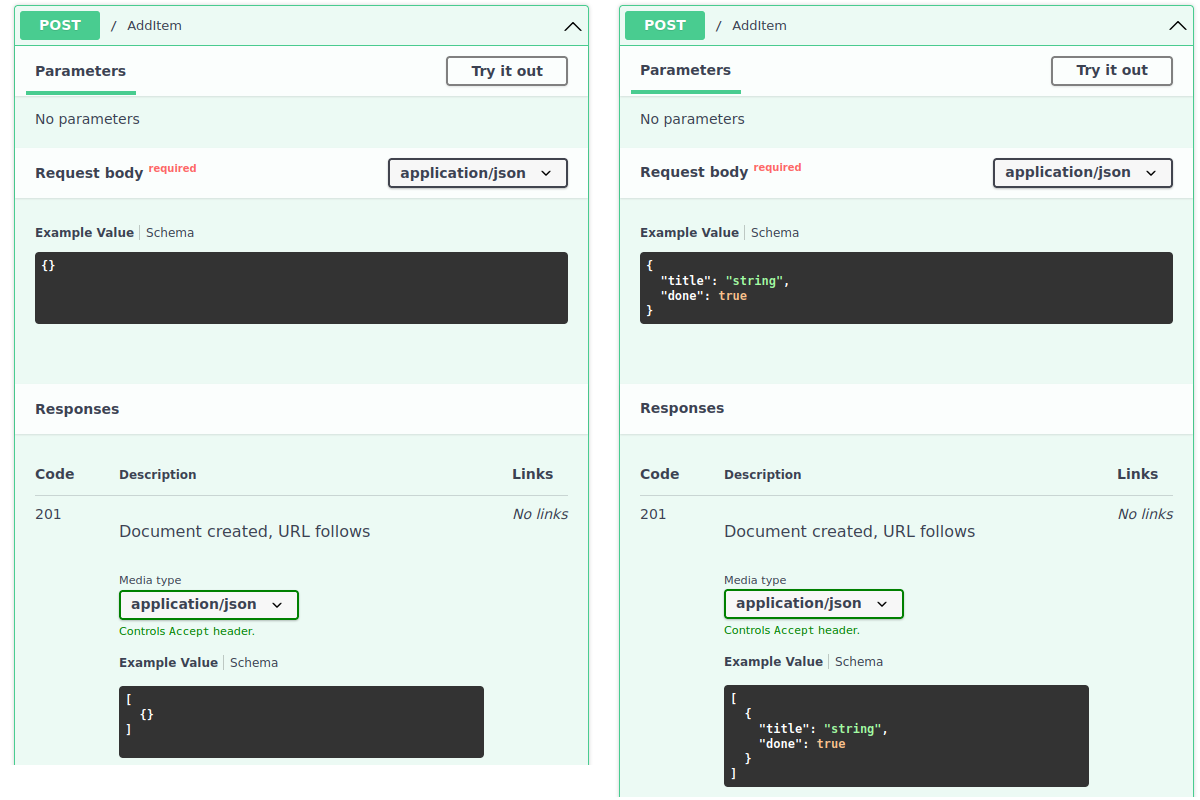 POST / AddItem
Parameters
Try it out
No parameters
Request body required
application/json
Example Value
Schema
{}
Responses
Code
Description
Links
201
Document created, URL follows
No links
Media type
application/json
Controls Accept header.
Example Value
Schema
[
  {}
]
POST / AddItem
Parameters
Try it out
No parameters
Request body required
application/json
Example Value
Schema
{
  "title": "string",
  "done": true
}
Responses
Code
Description
Links
201
Document created, URL follows
No links
Media type
application/json
Controls Accept header.
Example Value
Schema
[
  {
    "title": "string",
    "done": true
  }
]